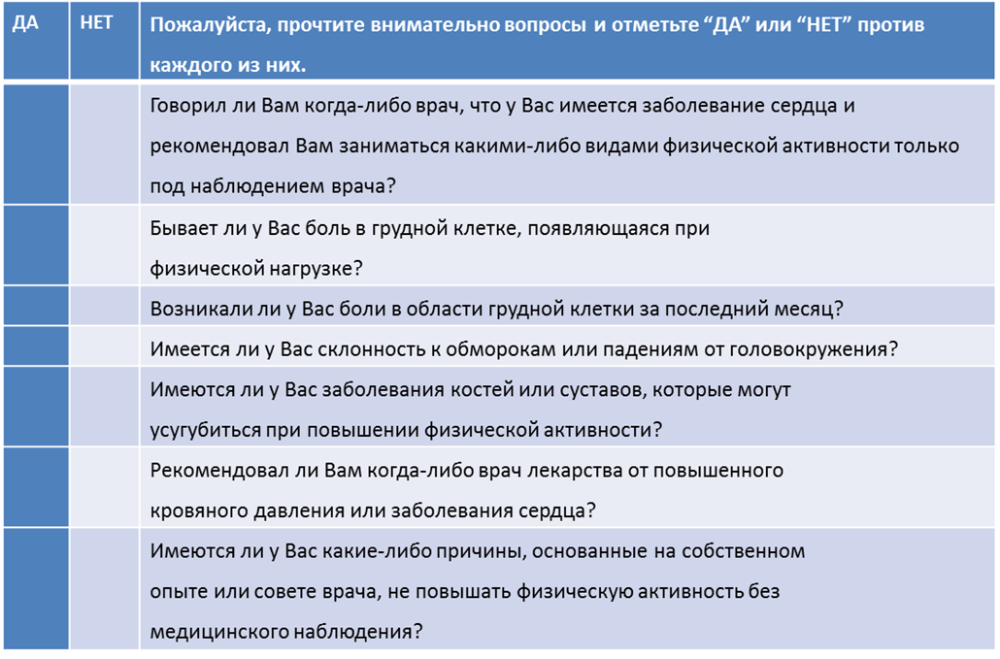 ДА НЕТ Пожалуйста, прочтите внимательно вопросы и отметьте “ДА” или “НЕТ” против
каждого из них.
Говорил ли Вам когда-либо врач, что у Вас имеется заболевание сердца и
рекомендовал Вам заниматься какими-либо видами физической активности только
под наблюдением врача?
Бывает ли у Вас боль в грудной клетке, появляющаяся при
физической нагрузке?
Возникали ли у Вас боли в области грудной клетки за последний месяц?
Имеется ли у Вас склонность к обморокам или падениям от головокружения?
Имеются ли у Вас заболевания костей или суставов, которые могут
усугубиться при повышении физической активности?
Рекомендовал ли Вам когда-либо врач лекарства от повышенного
кровяного давления или заболевания сердца?
Имеются ли у Вас какие-либо причины, основанные на собственном
опыте или совете врача, не повышать физическую активность без
медицинского наблюдения?